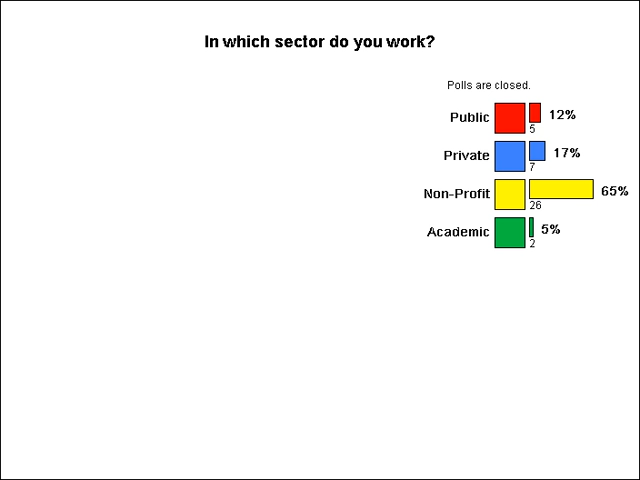 In which sector do you work?
Polls are closed.
Public 12%
5
Private 17%
7
Non-Profit 65%
26
Academic 5%
2